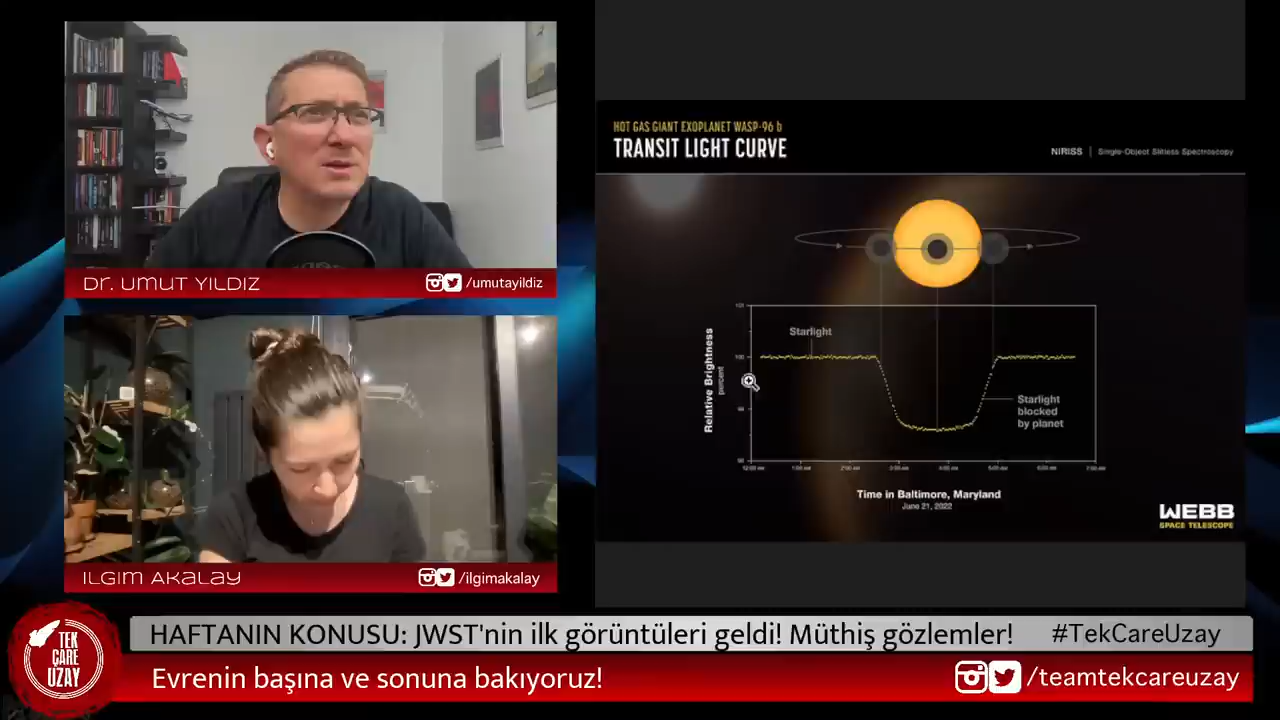 DR. UMUT YILDIZ
/umutayildiz
ILGIM AKALAY
/ilgimakalay
HOT GAS GIANT EXOPLANET WASP-96 b
TRANSIT LIGHT CURVE
NIRISS | Single-Object Slitless Spectroscopy
101
Starlight
100
Relative Brightness
percent
Starlight
blocked
by planet
Time in Baltimore, Maryland
June 21, 2022
WEBB
SPACE TELESCOPE
TEK
ÇARE
UZAY
HAFTANIN KONUSU: JWST'nin ilk görüntüleri geldi! Müthiş gözlemler! #TekCareUzay
Evrenin başına ve sonuna bakıyoruz!
/teamtekcareuzay